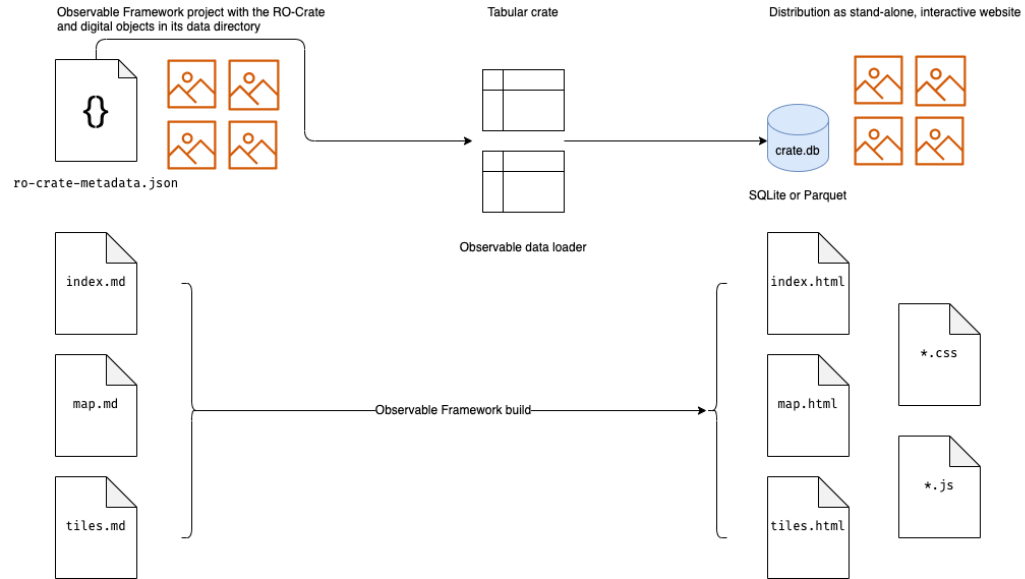 Observable Framework project with the RO-Crate
and digital objects in its data directory
Tabular crate
Distribution as stand-alone, interactive website
{}
ro-crate-metadata.json
crate.db
SQLite or Parquet
Observable data loader
index.md
map.md
tiles.md
Observable Framework build
index.html
map.html
tiles.html
*.css
*.js